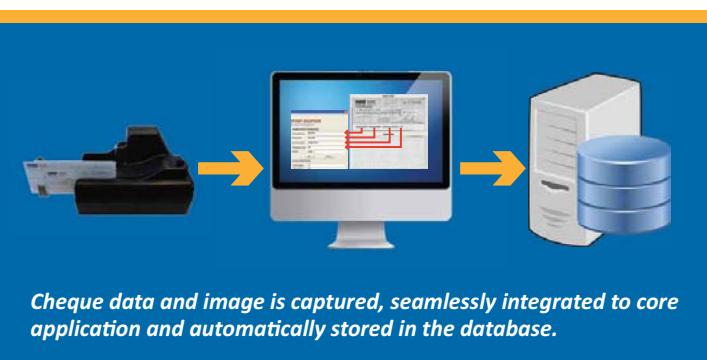 Cheque data and image is captured, seamlessly integrated to core
application and automatically stored in the database.